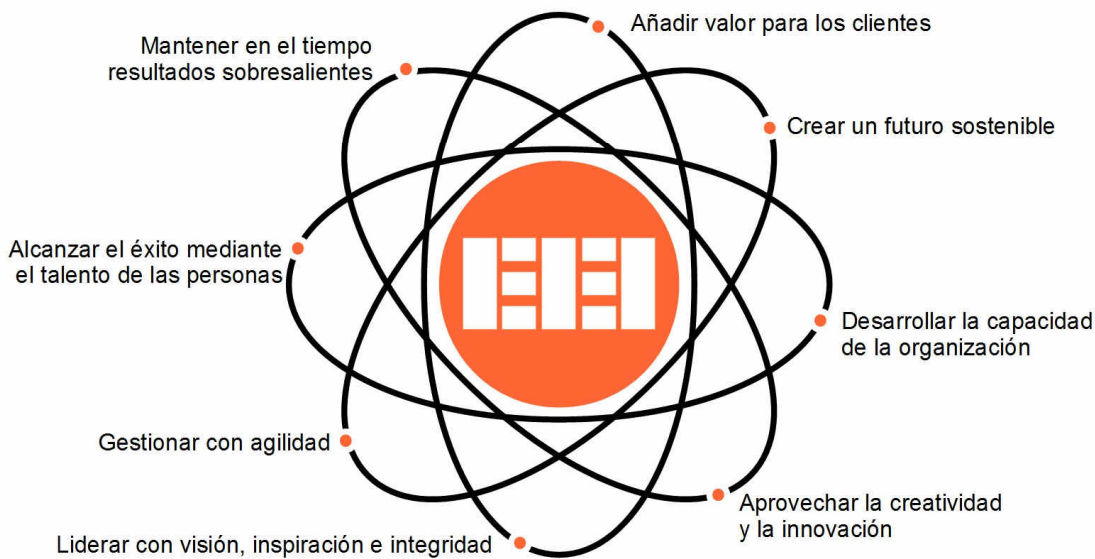 Añadir valor para los clientes
Mantener en el tiempo
resultados sobresalientes
Crear un futuro sostenible
Alcanzar el éxito mediante
el talento de las personas
Desarrollar la capacidad
de la organización
Gestionar con agilidad
Aprovechar la creatividad
y la innovación
Liderar con visión, inspiración e integridad